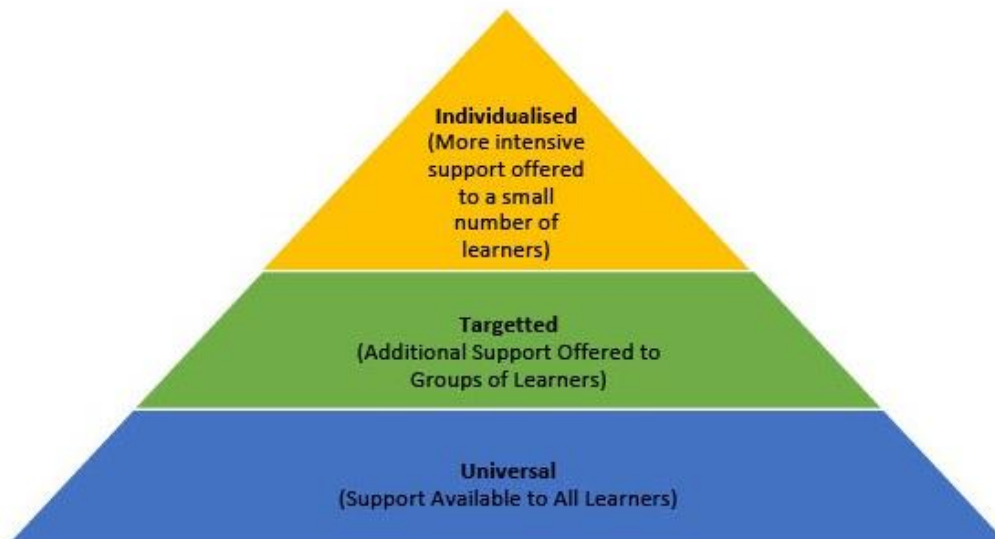 Individualised
(More intensive
support offered
to a small
number of
learners)
Targetted
(Additional Support Offered to
Groups of Learners)
Universal
(Support Available to All Learners)